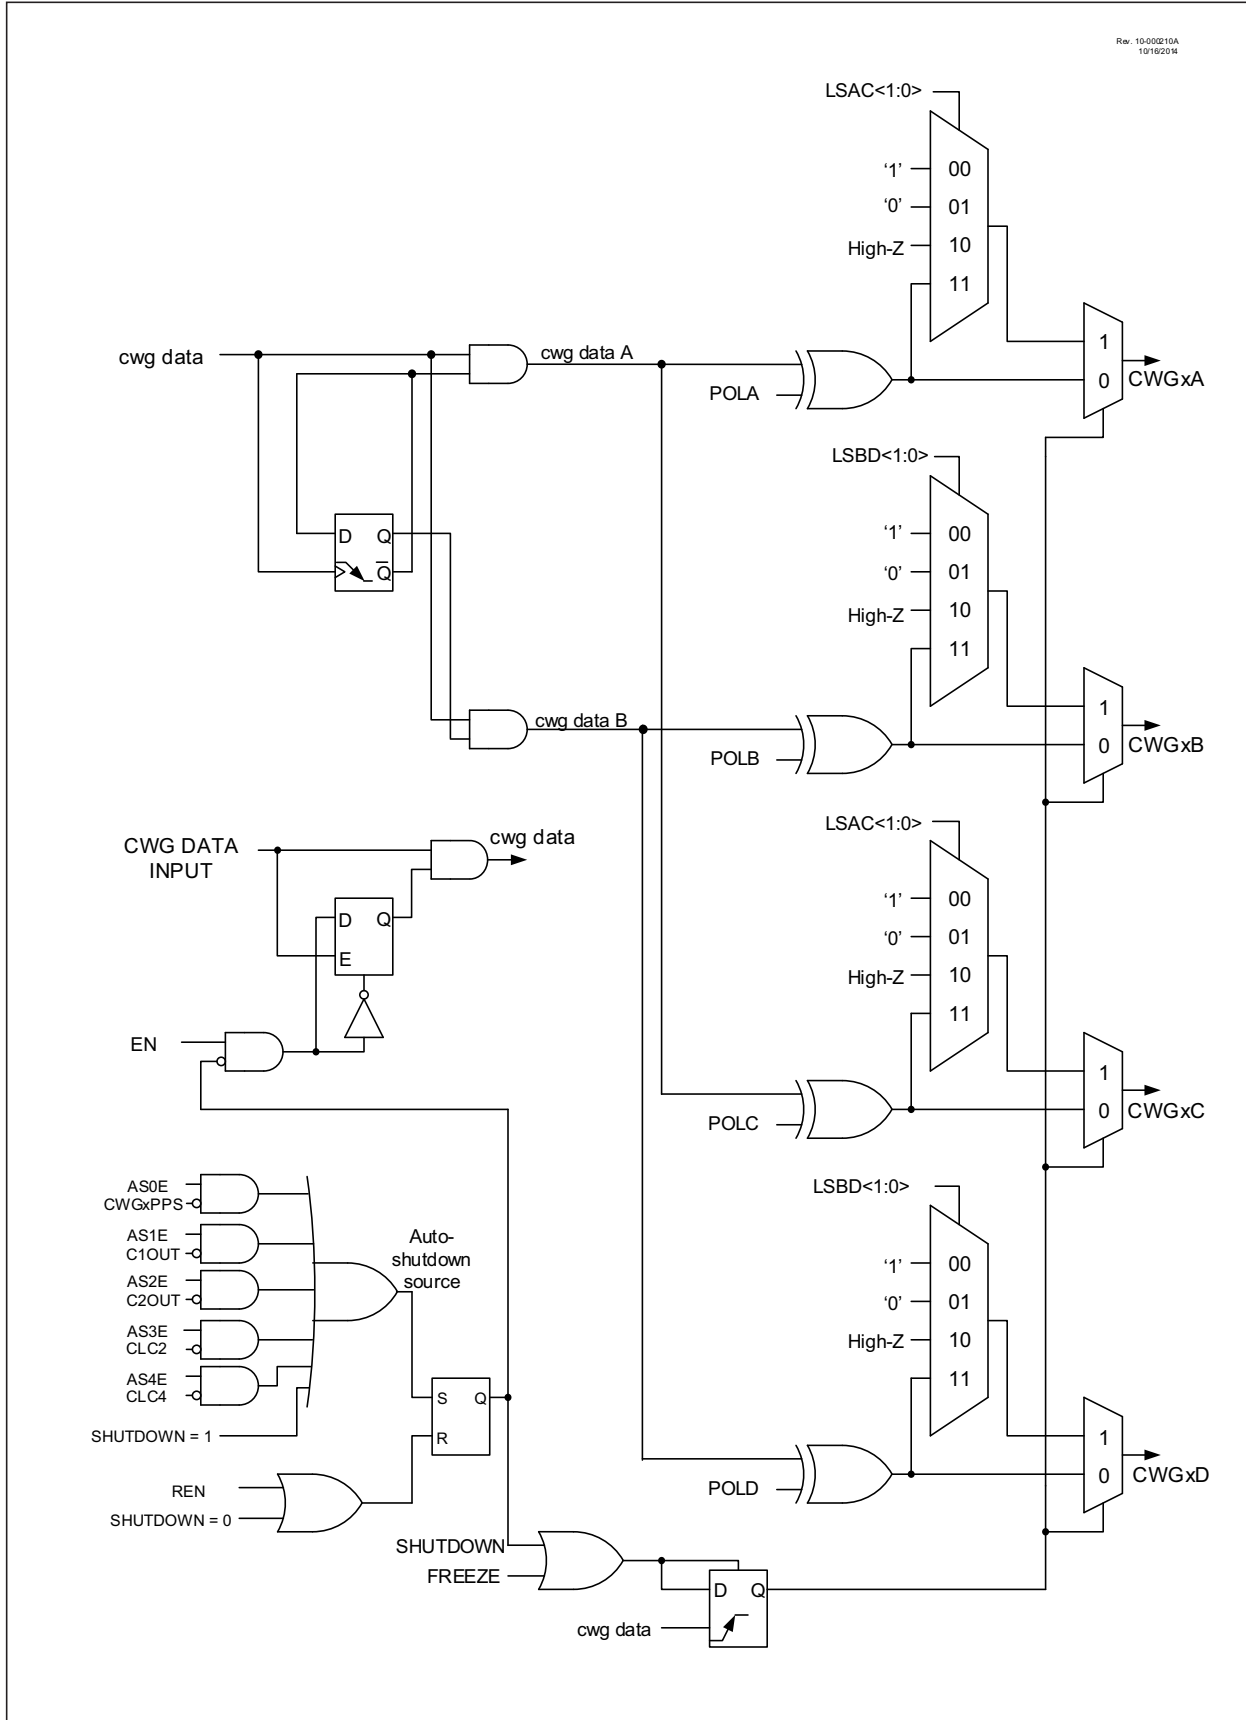 Rev. 10-000210A
10/16/2014
LSAC<1:0>
‘1’
00
‘0’
01
High-Z
10
11
cwg data
cwg data A
POLA
1
0
CWGxA
LSBD<1:0>
‘1’
00
‘0’
01
High-Z
10
11
D
Q
Q
cwg data B
POLB
1
0
CWGxB
CWG DATA
INPUT
cwg data
D
Q
E
EN
LSAC<1:0>
‘1’
00
‘0’
01
High-Z
10
11
POLC
1
0
CWGxC
AS0E
CWGxPPS
AS1E
C1OUT
AS2E
C2OUT
AS3E
CLC2
AS4E
CLC4
SHUTDOWN = 1
Auto-
shutdown
source
S
Q
R
REN
SHUTDOWN = 0
LSBD<1:0>
‘1’
00
‘0’
01
High-Z
10
11
POLD
1
0
CWGxD
SHUTDOWN
FREEZE
D
Q
cwg data